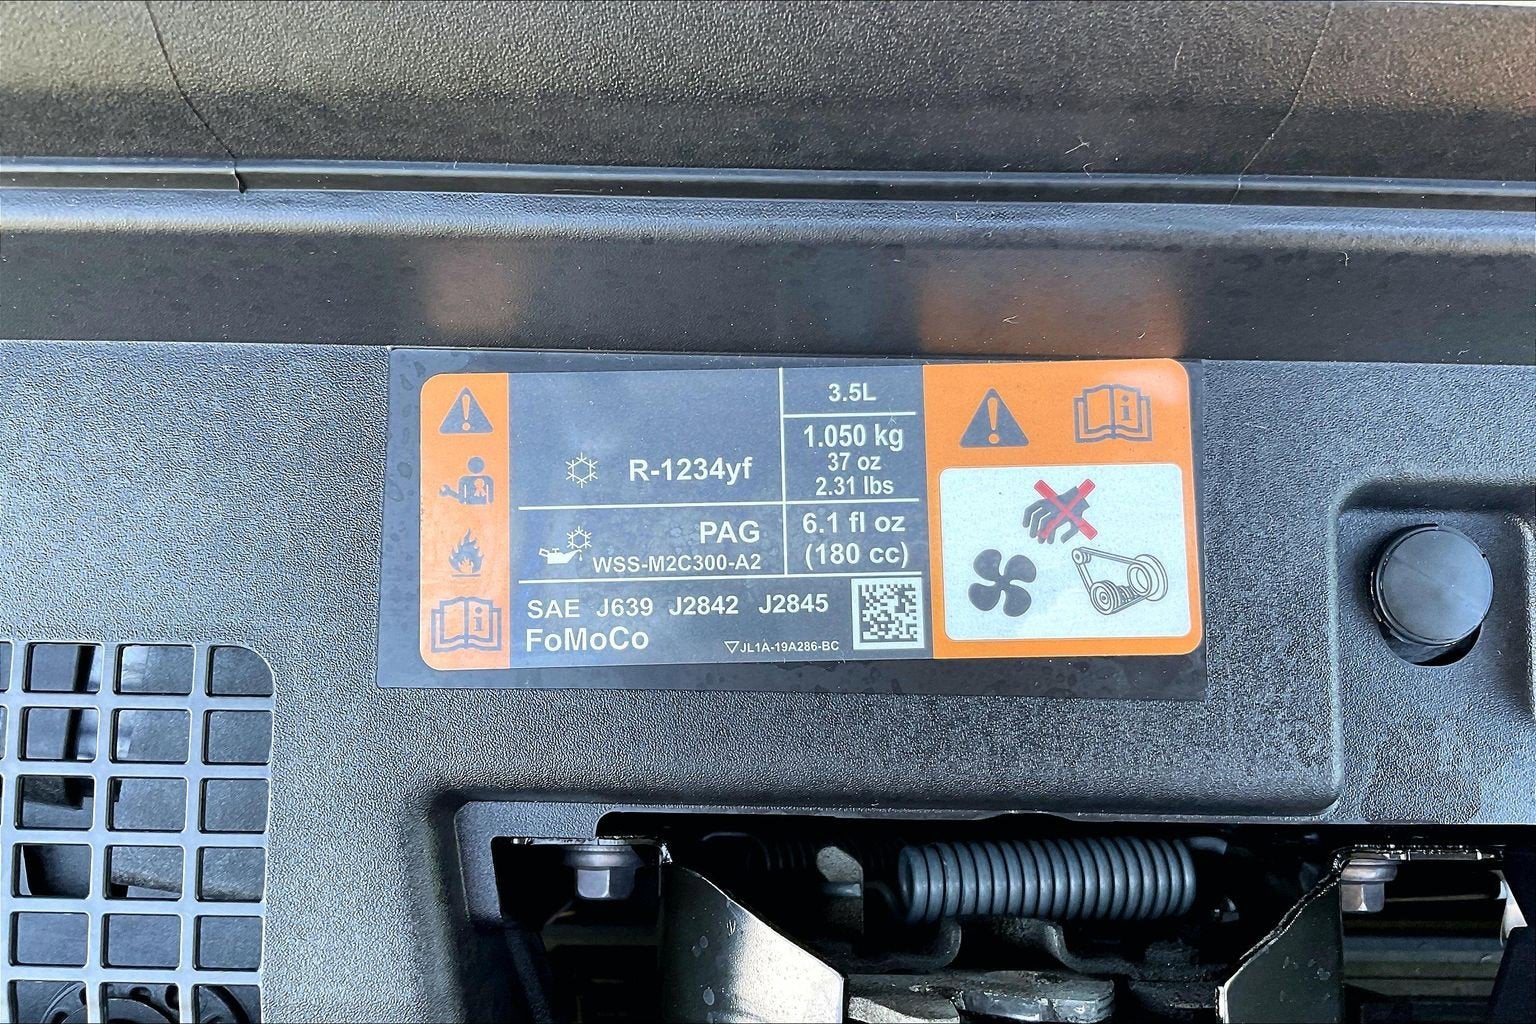 3.5L
R-1234yf
1.050 kg
37 oz
2.31 lbs
PAG
WSS-M2C300-A2
6.1 fl oz
(180 cc)
SAE J639 J2842 J2845
FoMoCo
JL1A-19A286-BC